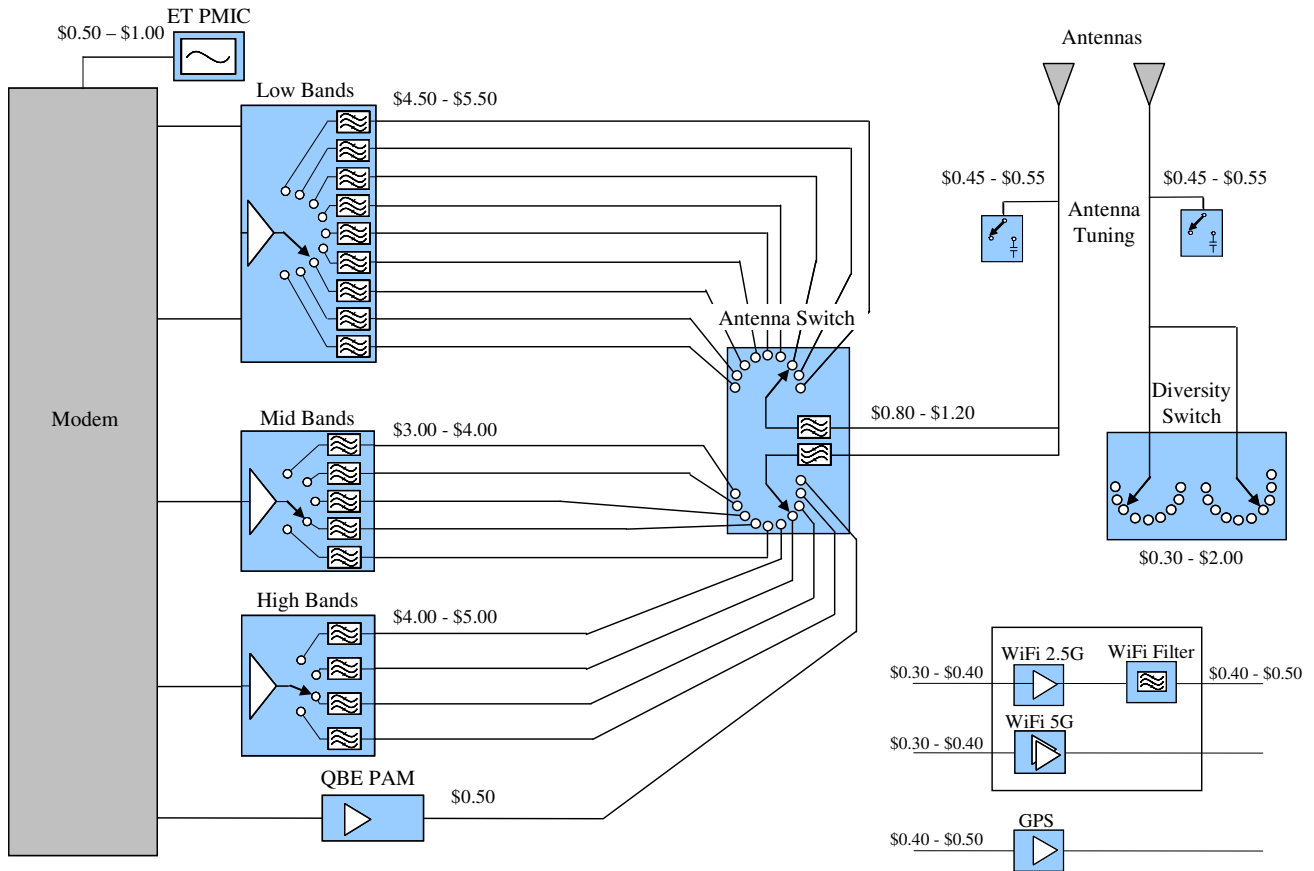 ET PMIC
$0.50 – $1.00
Antennas
Low Bands
$4.50 - $5.50
$0.45 - $0.55
$0.45 - $0.55
Antenna
Tuning
Antenna Switch
Modem
Mid Bands
$3.00 - $4.00
$0.80 - $1.20
Diversity
Switch
$0.30 - $2.00
High Bands
$4.00 - $5.00
WiFi 2.5G
WiFi Filter
$0.30 - $0.40
$0.40 - $0.50
WiFi 5G
$0.30 - $0.40
QBE PAM
$0.50
GPS
$0.40 - $0.50